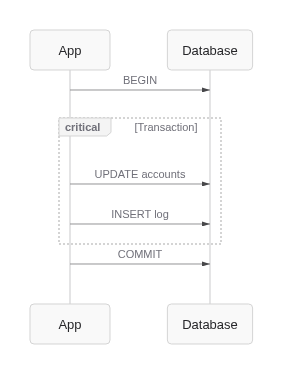 App
Database
BEGIN
critical
[Transaction]
UPDATE accounts
INSERT log
COMMIT
App
Database